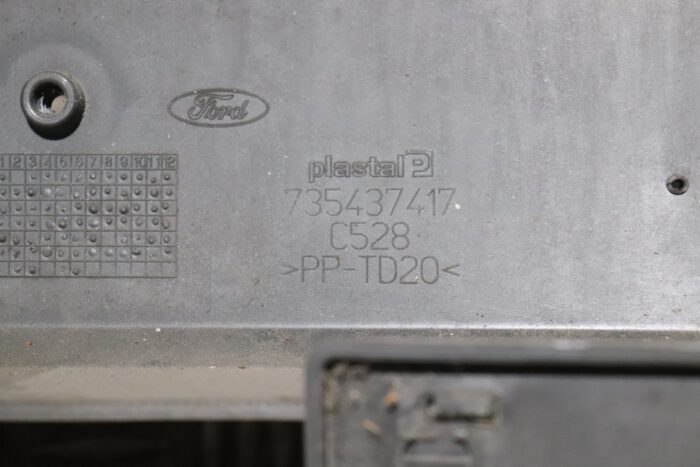 Ford
plastal P
1 2 3 4 5 6 7 8 9 10 11 12
735437417
C528
>PP-TD20<